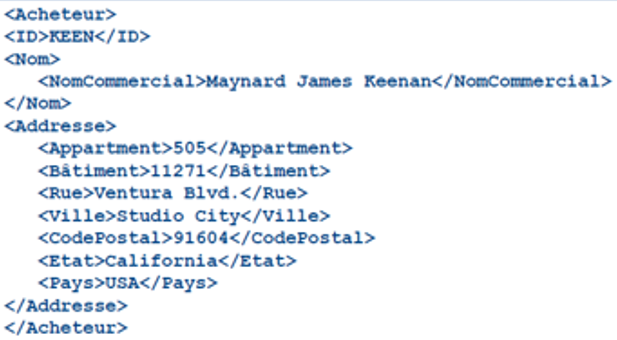 <Acheteur>
<ID>KEEN</ID>
<Nom>
<NomCommercial>Maynard James Keenan</NomCommercial>
</Nom>
<Addresse>
<Appartment>505</Appartment>
<Bâtiment>11271</Bâtiment>
<Rue>Ventura Blvd.</Rue>
<Ville>Studio City</Ville>
<CodePostal>91604</CodePostal>
<Etat>California</Etat>
<Pays>USA</Pays>
</Addresse>
</Acheteur>